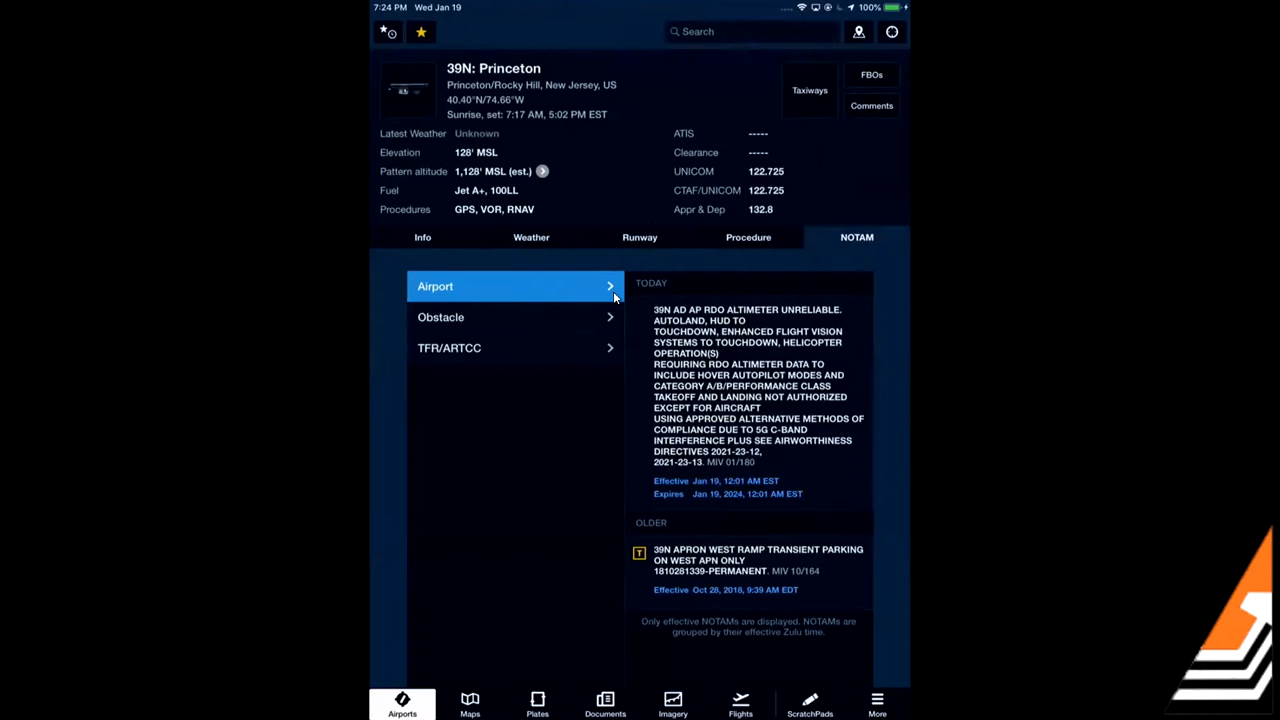 7:24 PM Wed Jan 19
100%
Search
39N: Princeton
Princeton/Rocky Hill, New Jersey, US
40.40°N/74.66°W
Sunrise, set: 7:17 AM, 5:02 PM EST
Taxiways
FBOs
Comments
Latest Weather Unknown
Elevation 128' MSL
Pattern altitude 1,128' MSL (est.)
Fuel Jet A+, 100LL
Procedures GPS, VOR, RNAV
ATIS -----
Clearance -----
UNICOM 122.725
CTAF/UNICOM 122.725
Appr & Dep 132.8
Info Weather Runway Procedure NOTAM
Airport
Obstacle
TFR/ARTCC
TODAY
39N AD AP RDO ALTIMETER UNRELIABLE.
AUTOLAND, HUD TO
TOUCHDOWN, ENHANCED FLIGHT VISION
SYSTEMS TO TOUCHDOWN, HELICOPTER
OPERATION(S)
REQUIRING RDO ALTIMETER DATA TO
INCLUDE HOVER AUTOPILOT MODES AND
CATEGORY A/B/PERFORMANCE CLASS
TAKEOFF AND LANDING NOT AUTHORIZED
EXCEPT FOR AIRCRAFT
USING APPROVED ALTERNATIVE METHODS OF
COMPLIANCE DUE TO 5G C-BAND
INTERFERENCE PLUS SEE AIRWORTHINESS
DIRECTIVES 2021-23-12,
2021-23-13. MIV 01/180
Effective Jan 19, 12:01 AM EST
Expires Jan 19, 2024, 12:01 AM EST
OLDER
T
39N APRON WEST RAMP TRANSIENT PARKING
ON WEST APN ONLY
1810281339-PERMANENT. MIV 10/164
Effective Oct 28, 2018, 9:39 AM EDT
Only effective NOTAMs are displayed. NOTAMs are
grouped by their effective Zulu time.
Airports Maps Plates Documents Imagery Flights ScratchPads More